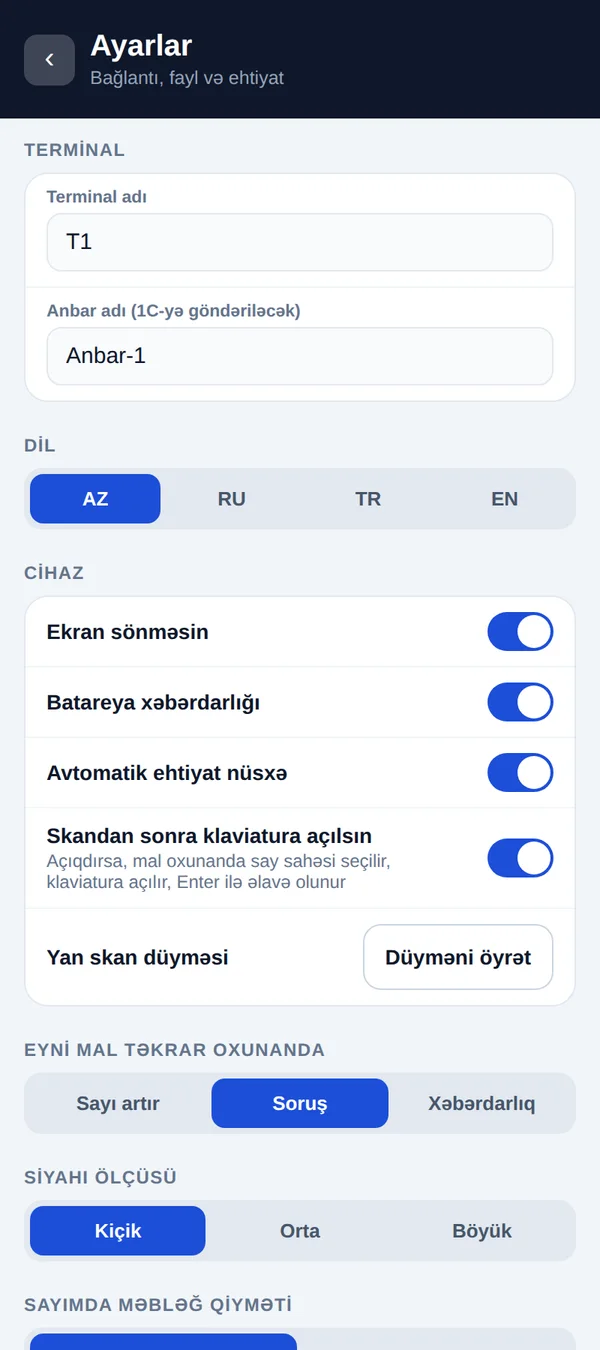 Ayarlar
Bağlantı, fayl və ehtiyat
TERMİNAL
Terminal adı
T1
Anbar adı (1C-yə göndəriləcək)
Anbar-1
DİL
AZ
RU
TR
EN
CİHAZ
Ekran sönməsin
Batareya xəbərdarlığı
Avtomatik ehtiyat nüsxə
Skandan sonra klaviatura açılsın
Açıqdırsa, mal oxunanda say sahəsi seçilir,
klaviatura açılır, Enter ilə əlavə olunur
Yan skan düyməsi
Düyməni öyrət
EYNİ MAL TƏKRAR OXUNANDA
Sayı artır
Soruş
Xəbərdarlıq
SİYAHI ÖLÇÜSÜ
Kiçik
Orta
Böyük
SAYIMDA MƏBLƏĞ QİYMƏTİ